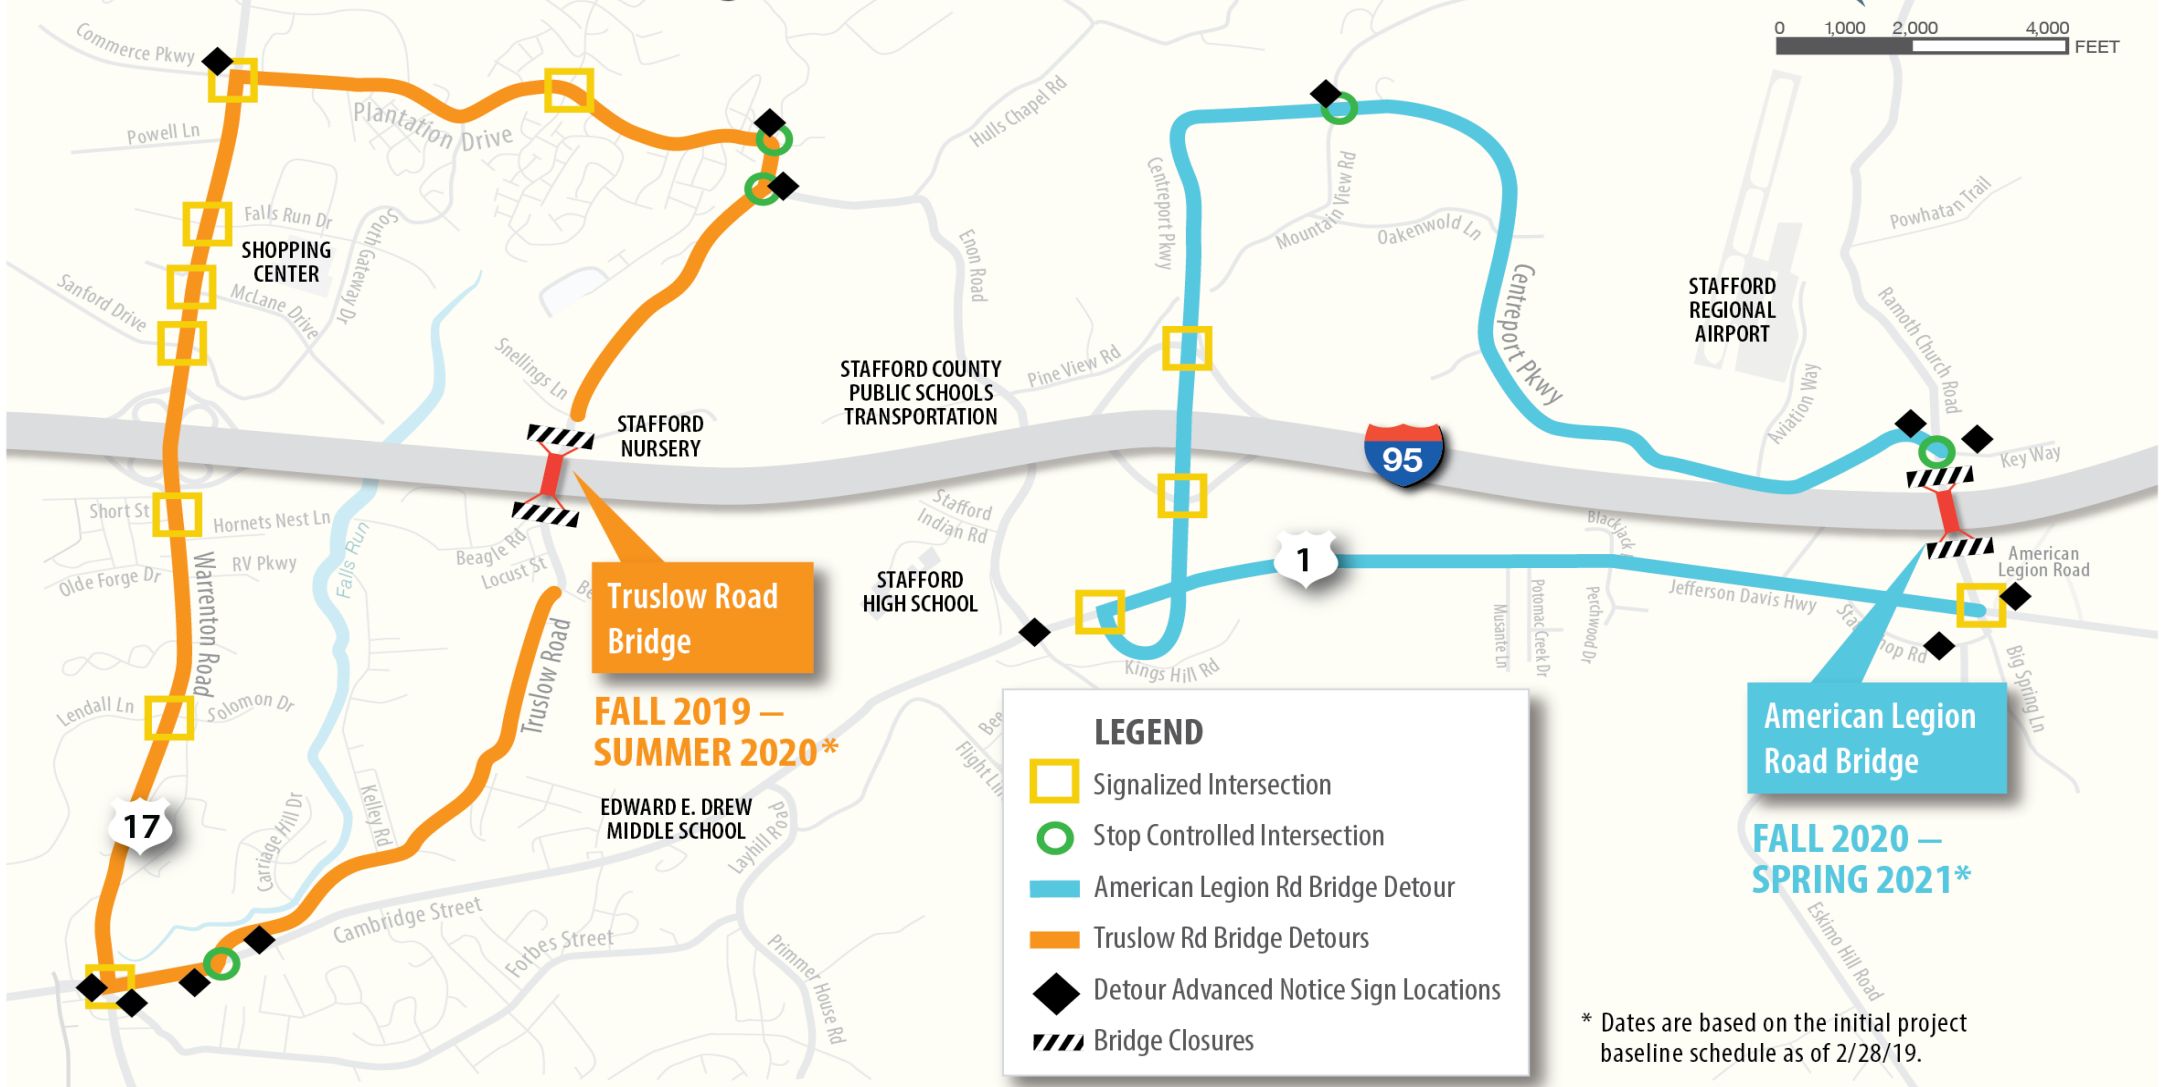 0 1,000 2,000 4,000
FEET
Commerce Pkwy
Plantation Drive
Powell Ln
Hulls Chapel Rd
Falls Run Dr
South Gateway Dr
SHOPPING
CENTER
Sanford Drive
McLane Drive
Snellings Ln
Enon Road
Centreport Pkwy
Mountain View Rd
Oakenwold Ln
Centreport Pkwy
Powhatan Trail
STAFFORD
REGIONAL
AIRPORT
Ramoth Church Road
Aviation Way
Key Way
Pine View Rd
STAFFORD COUNTY
PUBLIC SCHOOLS
TRANSPORTATION
STAFFORD
NURSERY
95
Short St
Hornets Nest Ln
RV Pkwy
Olde Forge Dr
Warrenton Road
Falls Run
Beagle Rd
Locust St
Be
Stafford
Indian Rd
STAFFORD
HIGH SCHOOL
1
Blackjack
American
Legion Road
Jefferson Davis Hwy
Musante Ln
Potomac Creek Dr
Perchwood Dr
Big Spring Ln
Kings Hill Rd
Truslow Road
Bridge
FALL 2019 –
SUMMER 2020*
Truslow Road
Lendall Ln
Solomon Dr
17
Carriage Hill Dr
Kelley Rd
EDWARD E. DREW
MIDDLE SCHOOL
Layhill Road
Bee
Flight Lin
Cambridge Street
Forbes Street
Primmer House Rd
American Legion
Road Bridge
FALL 2020 –
SPRING 2021*
Eskimo Hill Road
LEGEND
Signalized Intersection
Stop Controlled Intersection
American Legion Rd Bridge Detour
Truslow Rd Bridge Detours
Detour Advanced Notice Sign Locations
Bridge Closures
* Dates are based on the initial project
baseline schedule as of 2/28/19.